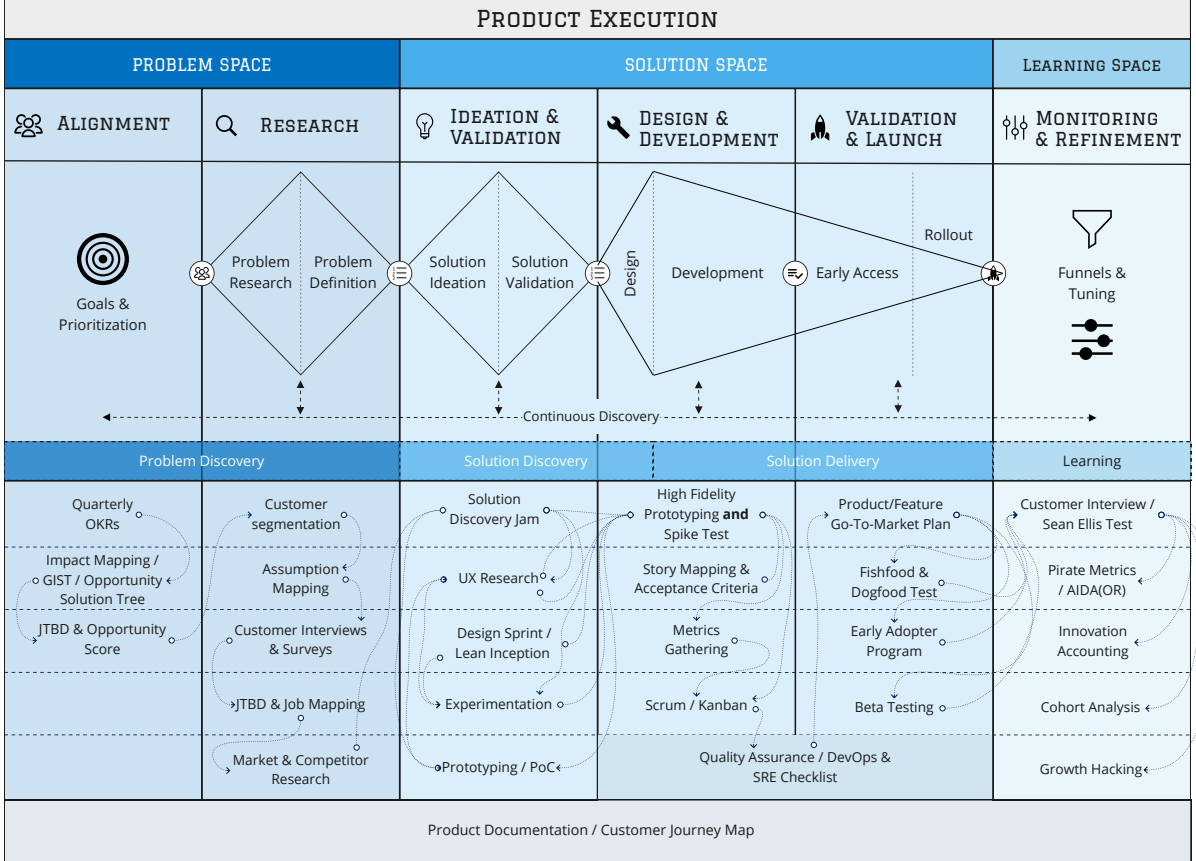 PRODUCT EXECUTION
PROBLEM SPACE
SOLUTION SPACE
LEARNING SPACE
ALIGNMENT
RESEARCH
IDEATION &
VALIDATION
DESIGN &
DEVELOPMENT
VALIDATION
& LAUNCH
MONITORING
& REFINEMENT
Goals &
Prioritization
Problem
Research
Problem
Definition
Solution
Ideation
Solution
Validation
Design
Development
Early Access
Rollout
Funnels &
Tuning
Continuous Discovery
Problem Discovery
Solution Discovery
Solution Delivery
Learning
Quarterly
OKRs
Impact Mapping /
GIST / Opportunity
Solution Tree
JTBD & Opportunity
Score
Customer
segmentation
Assumption
Mapping
Customer Interviews
& Surveys
JTBD & Job Mapping
Market & Competitor
Research
Solution
Discovery Jam
UX Research
Design Sprint /
Lean Inception
Experimentation
Prototyping / PoC
High Fidelity
Prototyping and
Spike Test
Story Mapping &
Acceptance Criteria
Metrics
Gathering
Scrum / Kanban
Quality Assurance / DevOps &
SRE Checklist
Product/Feature
Go-To-Market Plan
Fishfood &
Dogfood Test
Early Adopter
Program
Beta Testing
Customer Interview /
Sean Ellis Test
Pirate Metrics
/ AIDA(OR)
Innovation
Accounting
Cohort Analysis
Growth Hacking
Product Documentation / Customer Journey Map